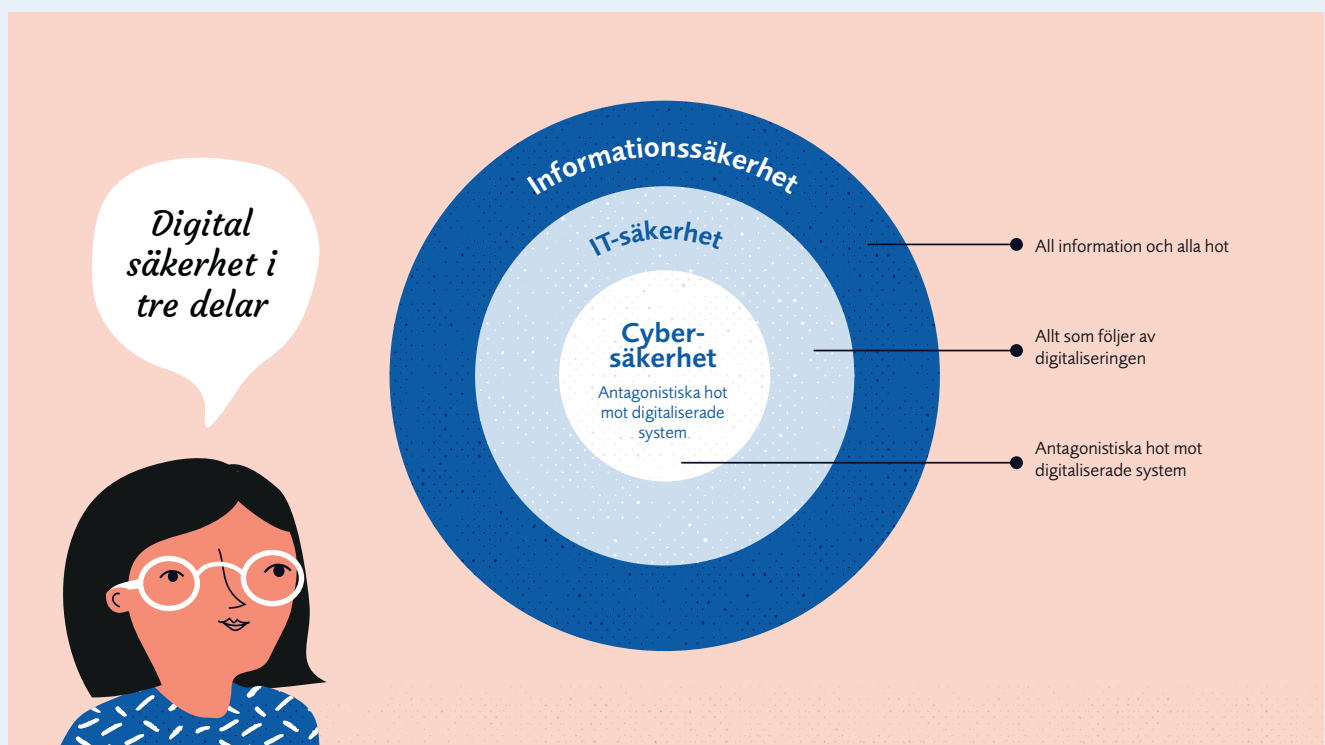 Digital
säkerhet i
tre delar
Informationssäkerhet
IT-säkerhet
Cyber-
säkerhet
Antagonistiska hot
mot digitaliserade
system
All information och alla hot
Allt som följer av
digitaliseringen
Antagonistiska hot mot
digitaliserade system